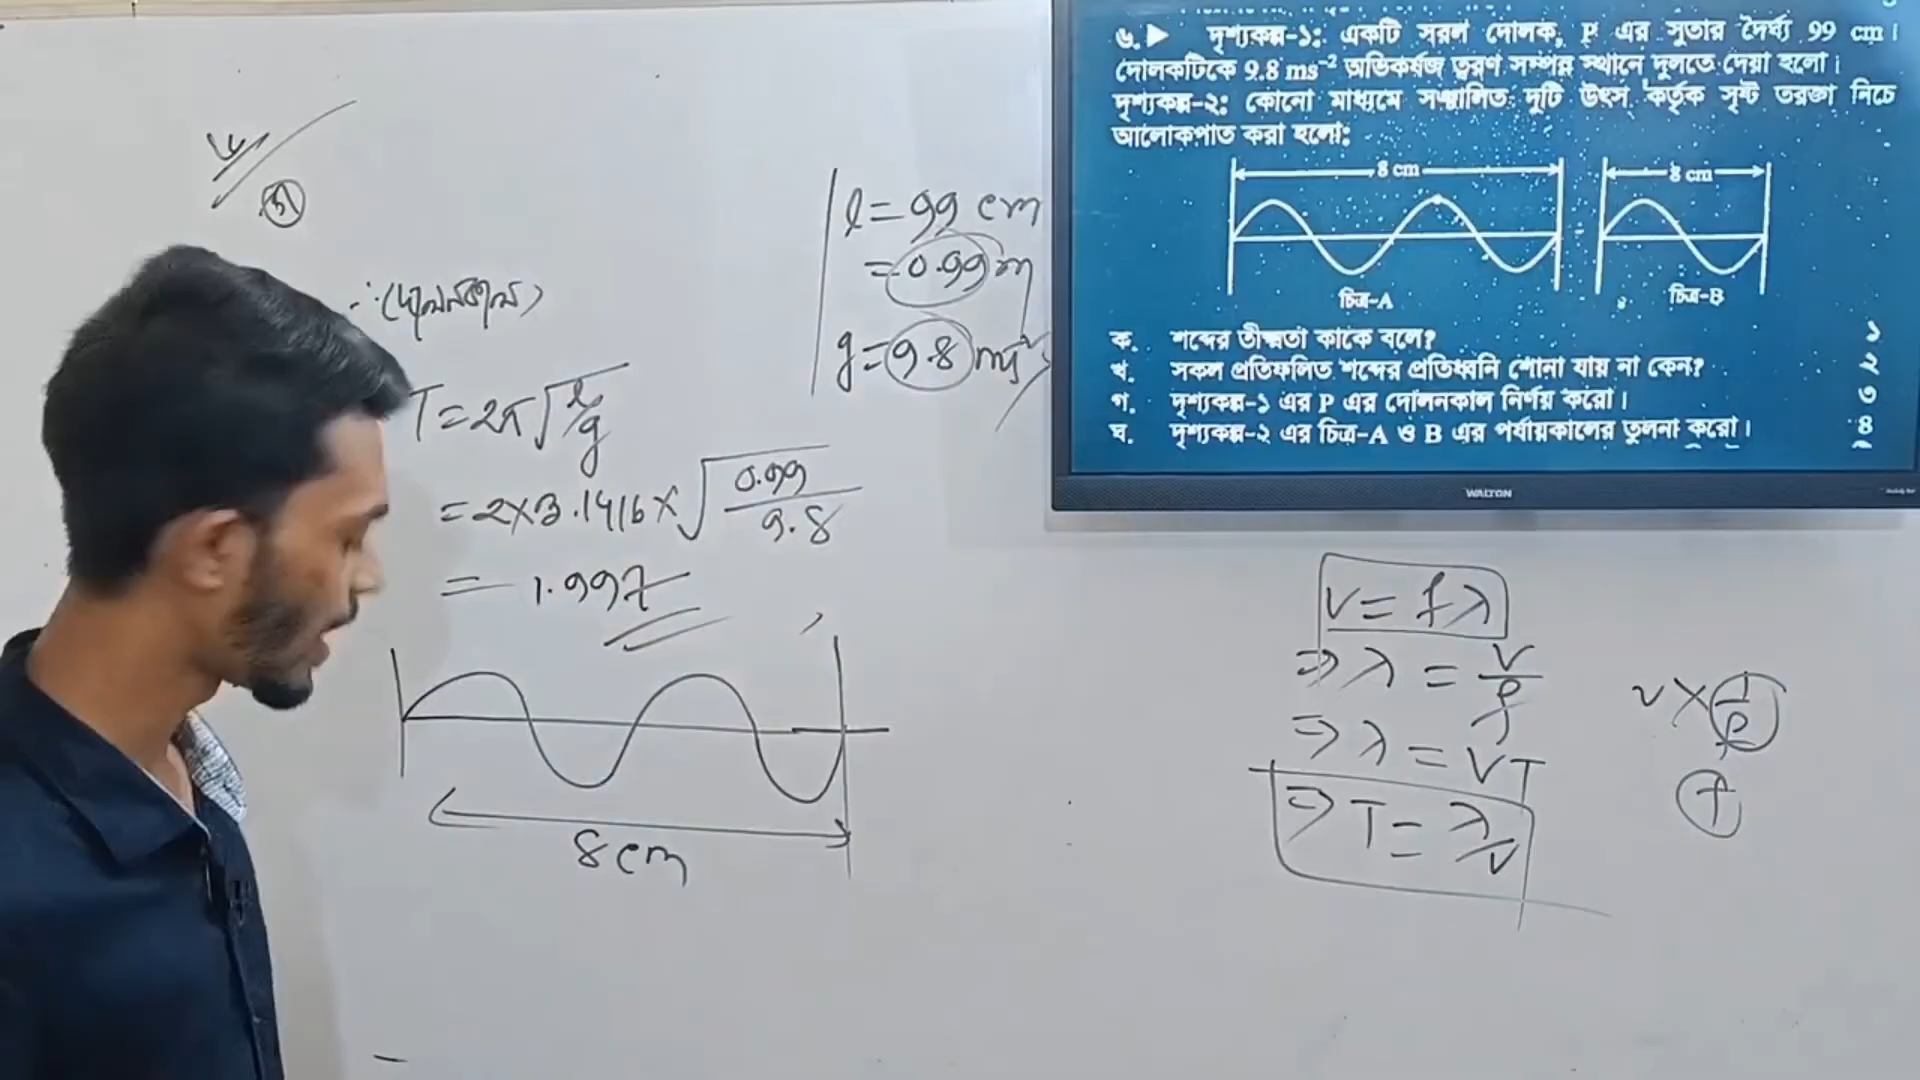 ৬
গ
∴ দোলনকাল,
T = 2π√l/g
= 2×3.1416×√0.99/9.8
= 1.997
8 cm
l = 99 cm
= 0.99 m
g = 9.8 ms⁻²
৬.▶ দৃশ্যকল্প-১: একটি সরল দোলক, P এর সুতার দৈর্ঘ্য 99 cm।
দোলকটিকে 9.8 ms⁻² অভিকর্ষজ ত্বরণ সম্পন্ন স্থানে দুলতে দেয়া হলো।
দৃশ্যকল্প-২: কোনো মাধ্যমে সঞ্চালিত দুটি উৎস কর্তৃক সৃষ্ট তরঙ্গ নিচে
আলোকপাত করা হলো:
8 cm
8 cm
চিত্র-A
চিত্র-B
ক. শব্দের তীক্ষ্ণতা কাকে বলে? ১
খ. সকল প্রতিফলিত শব্দের প্রতিধ্বনি শোনা যায় না কেন? ২
গ. দৃশ্যকল্প-১ এর P এর দোলনকাল নির্ণয় করো। ৩
ঘ. দৃশ্যকল্প-২ এর চিত্র-A ও B এর পর্যায়কালের তুলনা করো। ৪
WALTON
v = fλ
⇒ λ = v/f
⇒ λ = vT
⇒ T = λ/v
v × 1/f
T